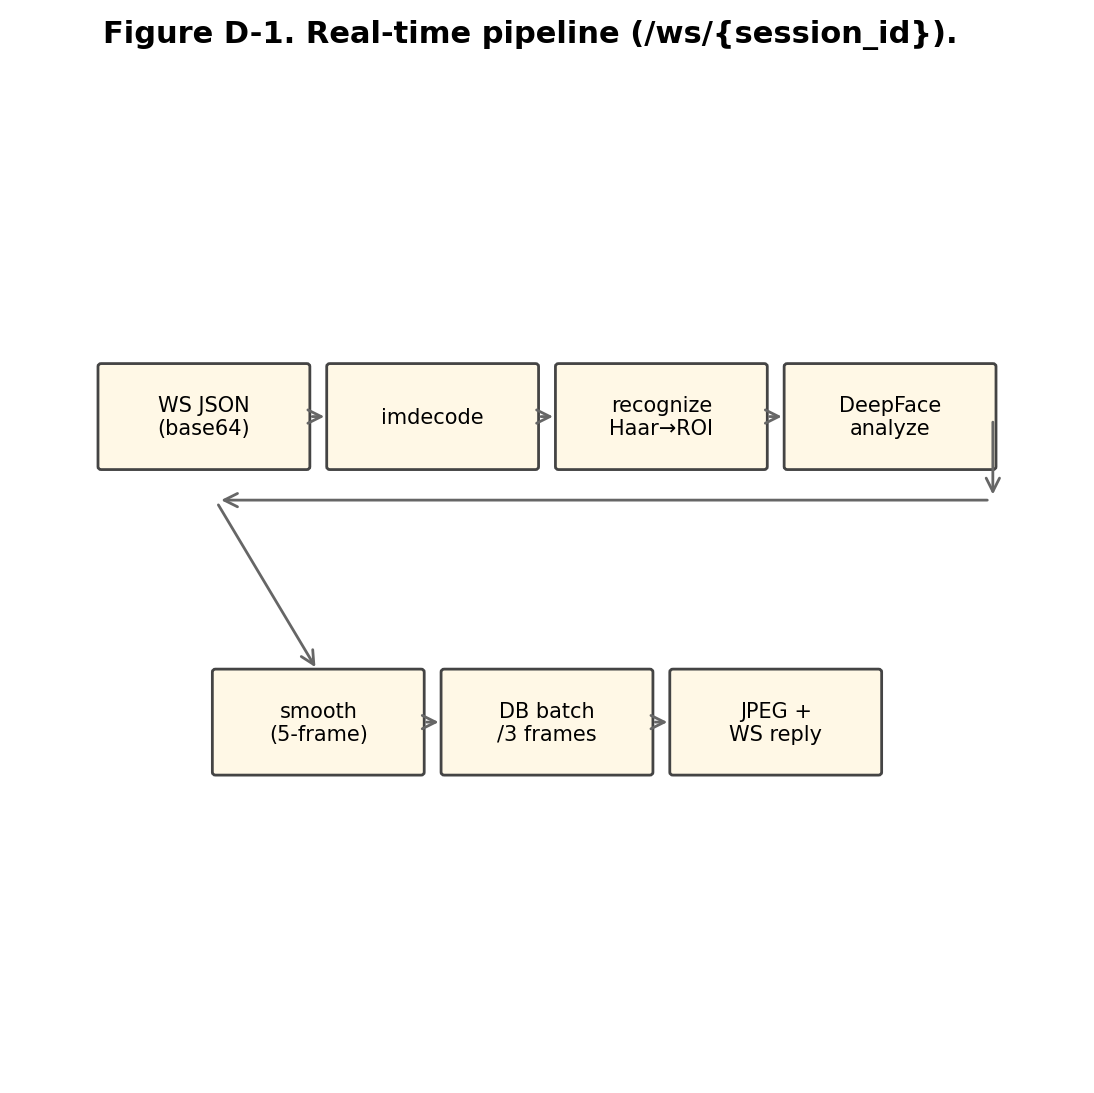 Figure D-1. Real-time pipeline (/ws/{session_id}).
WS JSON
(base64)
imdecode
recognize
Haar→ROI
DeepFace
analyze
smooth
(5-frame)
DB batch
/3 frames
JPEG +
WS reply